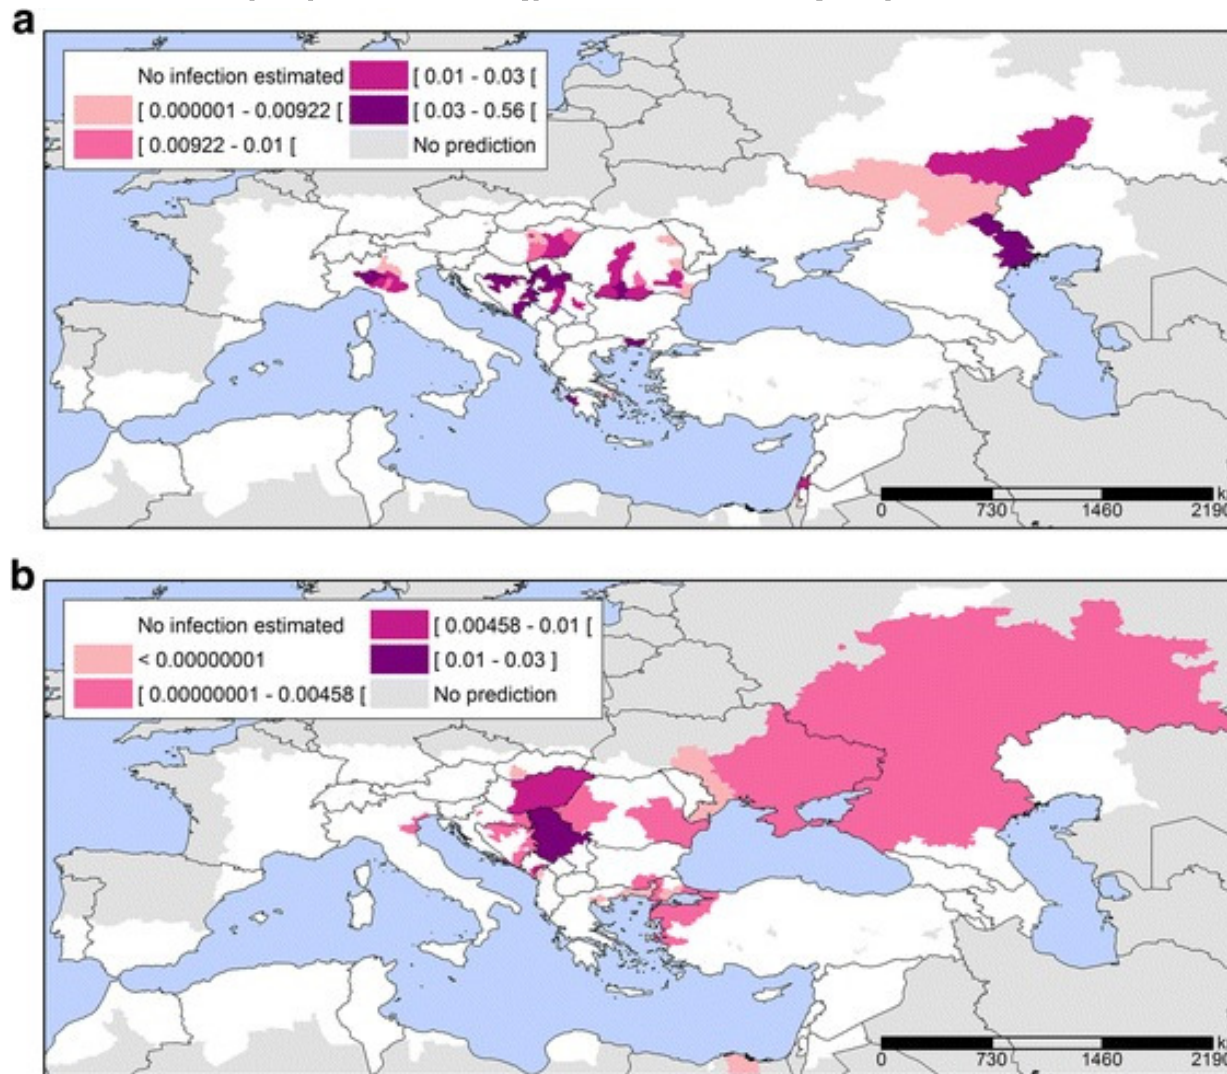 a
No infection estimated
[ 0.01 - 0.03 [
[ 0.000001 - 0.00922 [
[ 0.03 - 0.56 [
[ 0.00922 - 0.01 [
No prediction
0 730 1460 2190
b
No infection estimated
[ 0.00458 - 0.01 [
< 0.00000001
[ 0.01 - 0.03 ]
[ 0.00000001 - 0.00458 [
No prediction
0 730 1460 2190